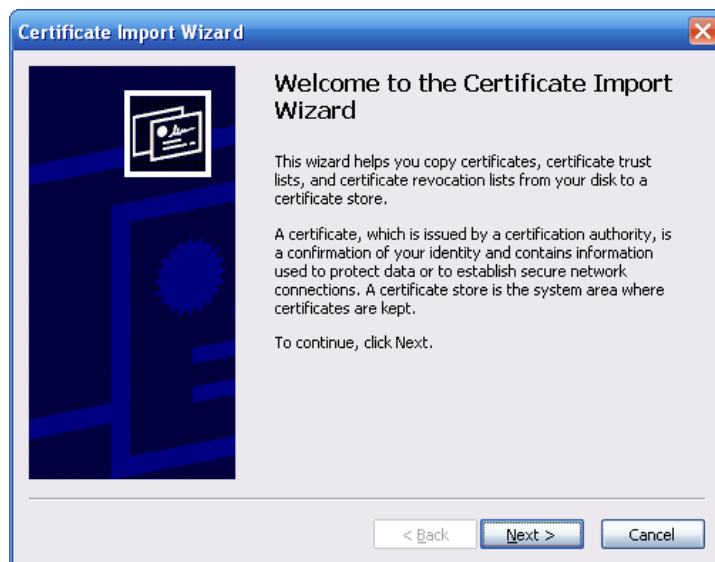 Certificate Import Wizard
Welcome to the Certificate Import
Wizard
This wizard helps you copy certificates, certificate trust
lists, and certificate revocation lists from your disk to a
certificate store.
A certificate, which is issued by a certification authority, is
a confirmation of your identity and contains information
used to protect data or to establish secure network
connections. A certificate store is the system area where
certificates are kept.
To continue, click Next.
< Back Next > Cancel